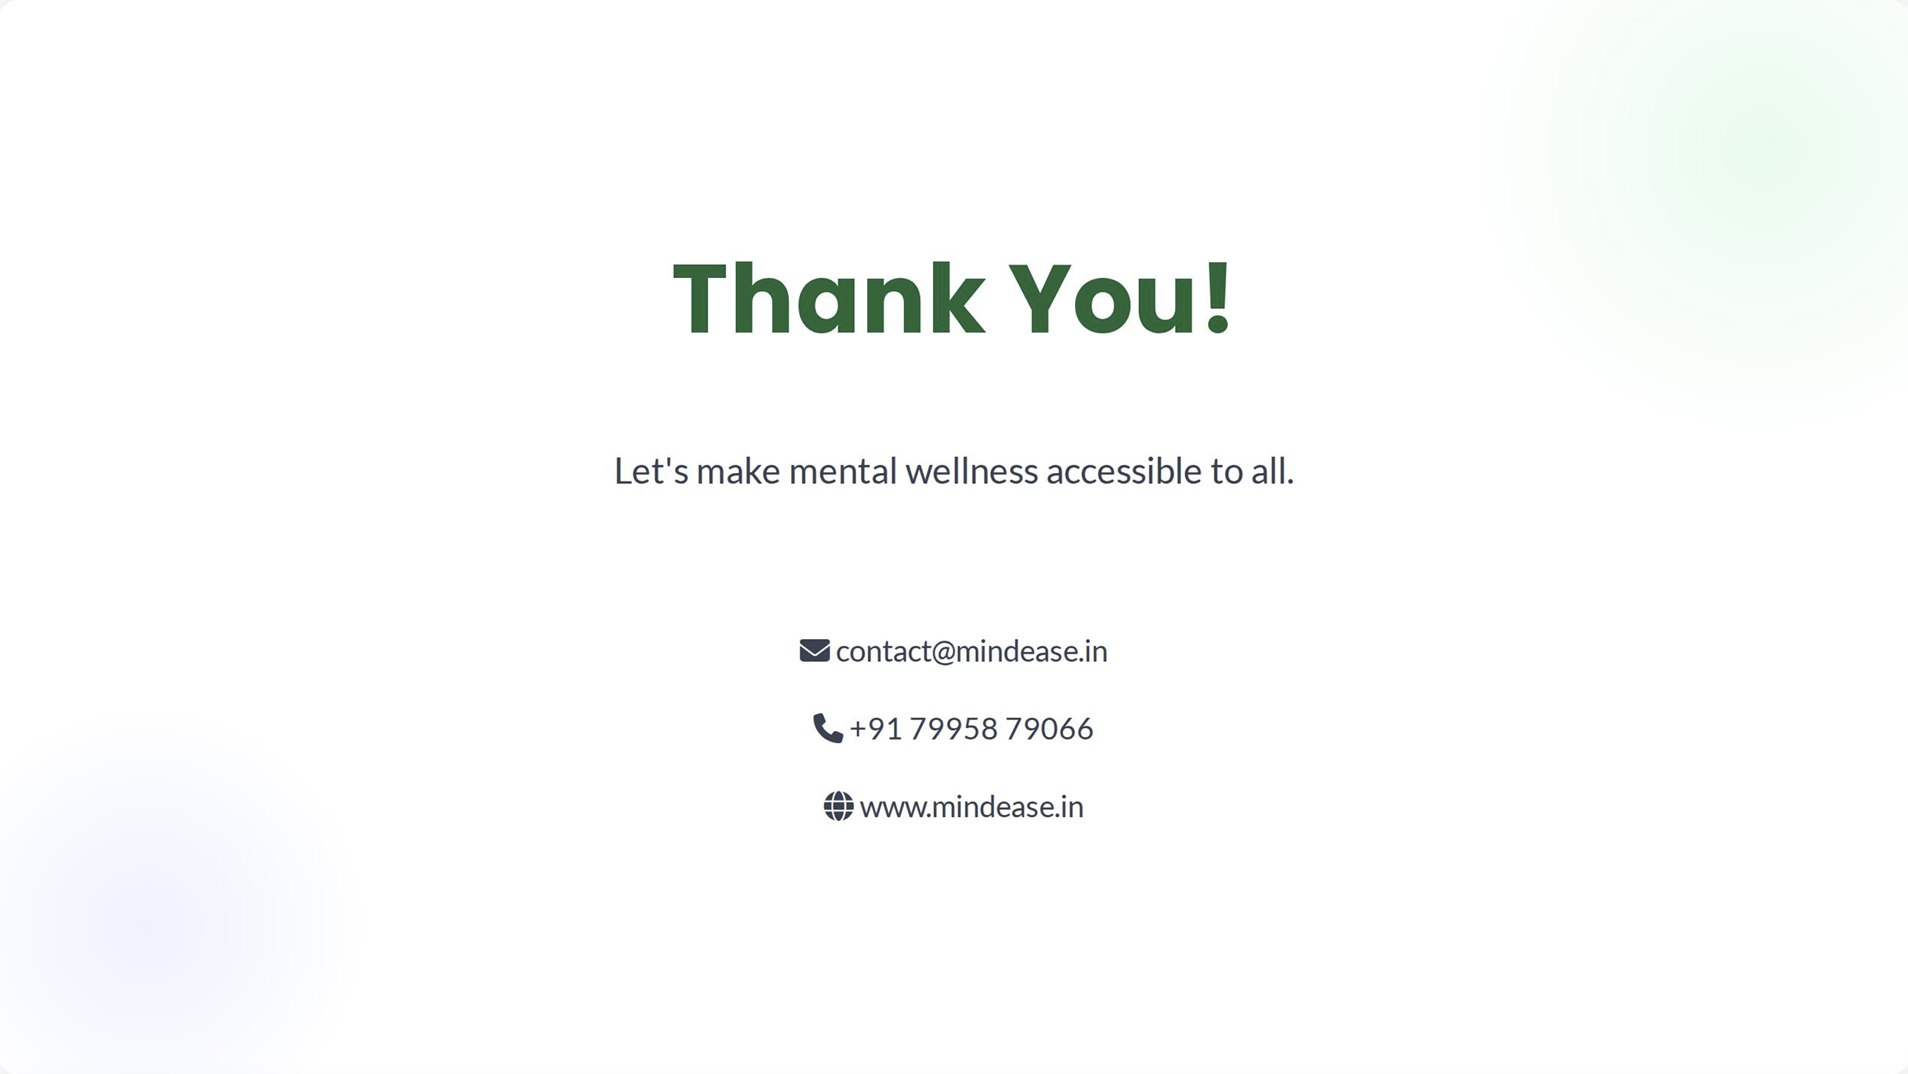 Thank You!
Let's make mental wellness accessible to all.
contact@mindease.in
+91 79958 79066
www.mindease.in